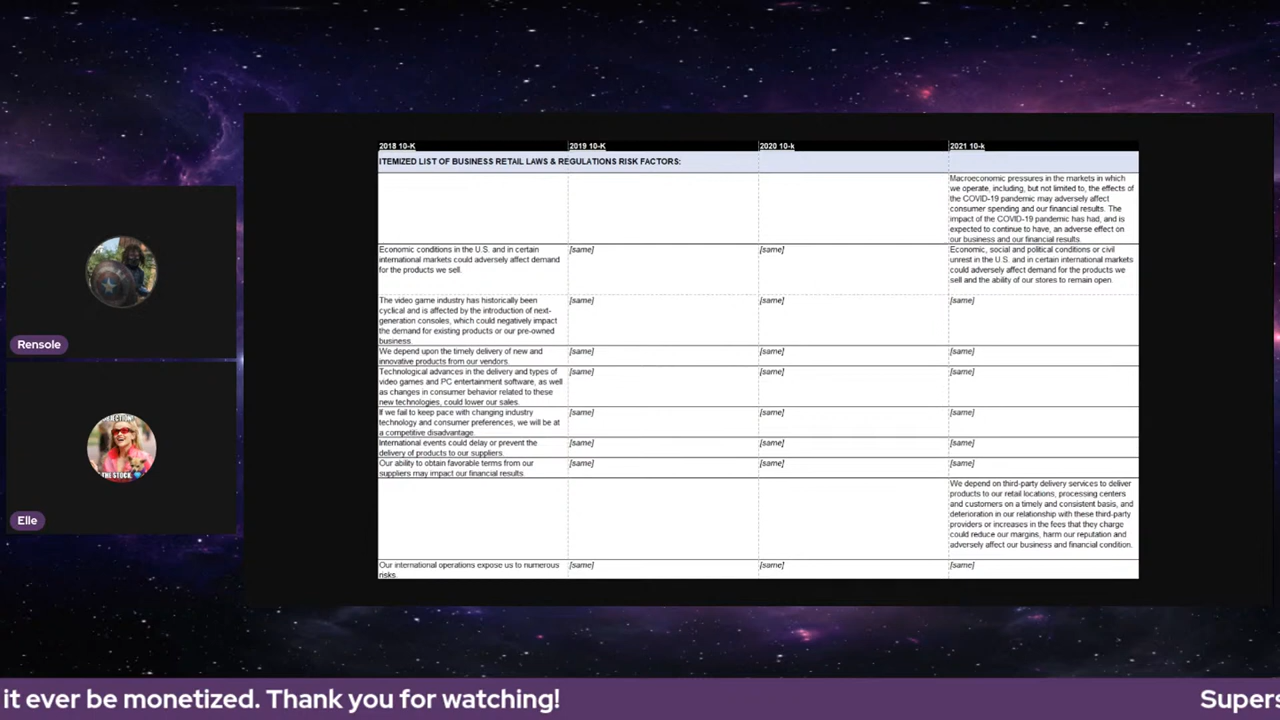 2018 10-K 2019 10-K 2020 10-k 2021 10-k
ITEMIZED LIST OF BUSINESS RETAIL LAWS & REGULATIONS RISK FACTORS:
Macroeconomic pressures in the markets in which
we operate, including, but not limited to, the effects of
the COVID-19 pandemic may adversely affect
consumer spending and our financial results. The
impact of the COVID-19 pandemic has had, and is
expected to continue to have, an adverse effect on
our business and our financial results.
Economic conditions in the U.S. and in certain
international markets could adversely affect demand
for the products we sell.
[same]
[same]
Economic, social and political conditions or civil
unrest in the U.S. and in certain international markets
could adversely affect demand for the products we
sell and the ability of our stores to remain open.
The video game industry has historically been
cyclical and is affected by the introduction of next-
generation consoles, which could negatively impact
the demand for existing products or our pre-owned
business.
[same]
[same]
[same]
We depend upon the timely delivery of new and
innovative products from our vendors.
[same]
[same]
[same]
Technological advances in the delivery and types of
video games and PC entertainment software, as well
as changes in consumer behavior related to these
new technologies, could lower our sales.
[same]
[same]
[same]
If we fail to keep pace with changing industry
technology and consumer preferences, we will be at
a competitive disadvantage.
[same]
[same]
[same]
International events could delay or prevent the
delivery of products to our suppliers.
[same]
[same]
[same]
Our ability to obtain favorable terms from our
suppliers may impact our financial results.
[same]
[same]
[same]
We depend on third-party delivery services to deliver
products to our retail locations, processing centers
and customers on a timely and consistent basis, and
deterioration in our relationship with these third-party
providers or increases in the fees that they charge
could reduce our margins, harm our reputation and
adversely affect our business and financial condition.
Our international operations expose us to numerous
risks.
[same]
[same]
[same]
Rensole
THE STOCK
Elle
it ever be monetized. Thank you for watching! Supers